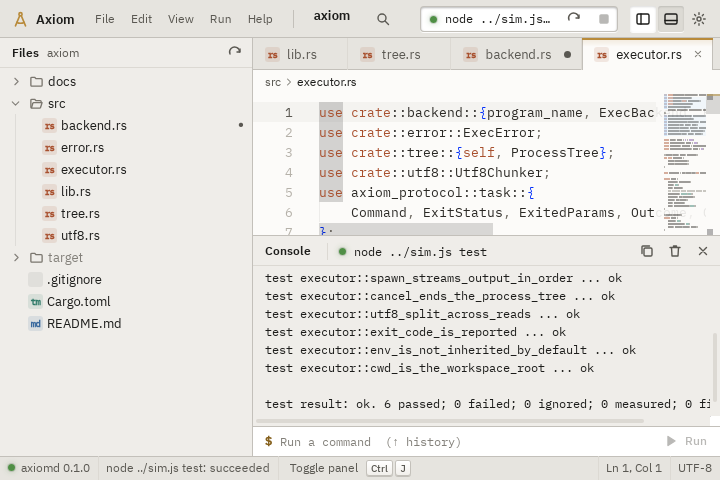 Axiom File Edit View Run Help axiom node ../sim.js…
Files axiom
docs
src
backend.rs
error.rs
executor.rs
lib.rs
tree.rs
utf8.rs
target
.gitignore
tm Cargo.toml
md README.md
rs lib.rs rs tree.rs rs backend.rs rs executor.rs
src executor.rs
1 use crate::backend::{program_name, ExecBac
2 use crate::error::ExecError;
3 use crate::tree::{self, ProcessTree};
4 use crate::utf8::Utf8Chunker;
5 use axiom_protocol::task::{
6 Command, ExitStatus, ExitedParams, Out
7 };
Console node ../sim.js test
test executor::spawn_streams_output_in_order ... ok
test executor::cancel_ends_the_process_tree ... ok
test executor::utf8_split_across_reads ... ok
test executor::exit_code_is_reported ... ok
test executor::env_is_not_inherited_by_default ... ok
test executor::cwd_is_the_workspace_root ... ok
test result: ok. 6 passed; 0 failed; 0 ignored; 0 measured; 0 fi
$ Run a command (↑ history) Run
axiomd 0.1.0 node ../sim.js test: succeeded Toggle panel Ctrl J Ln 1, Col 1 UTF-8